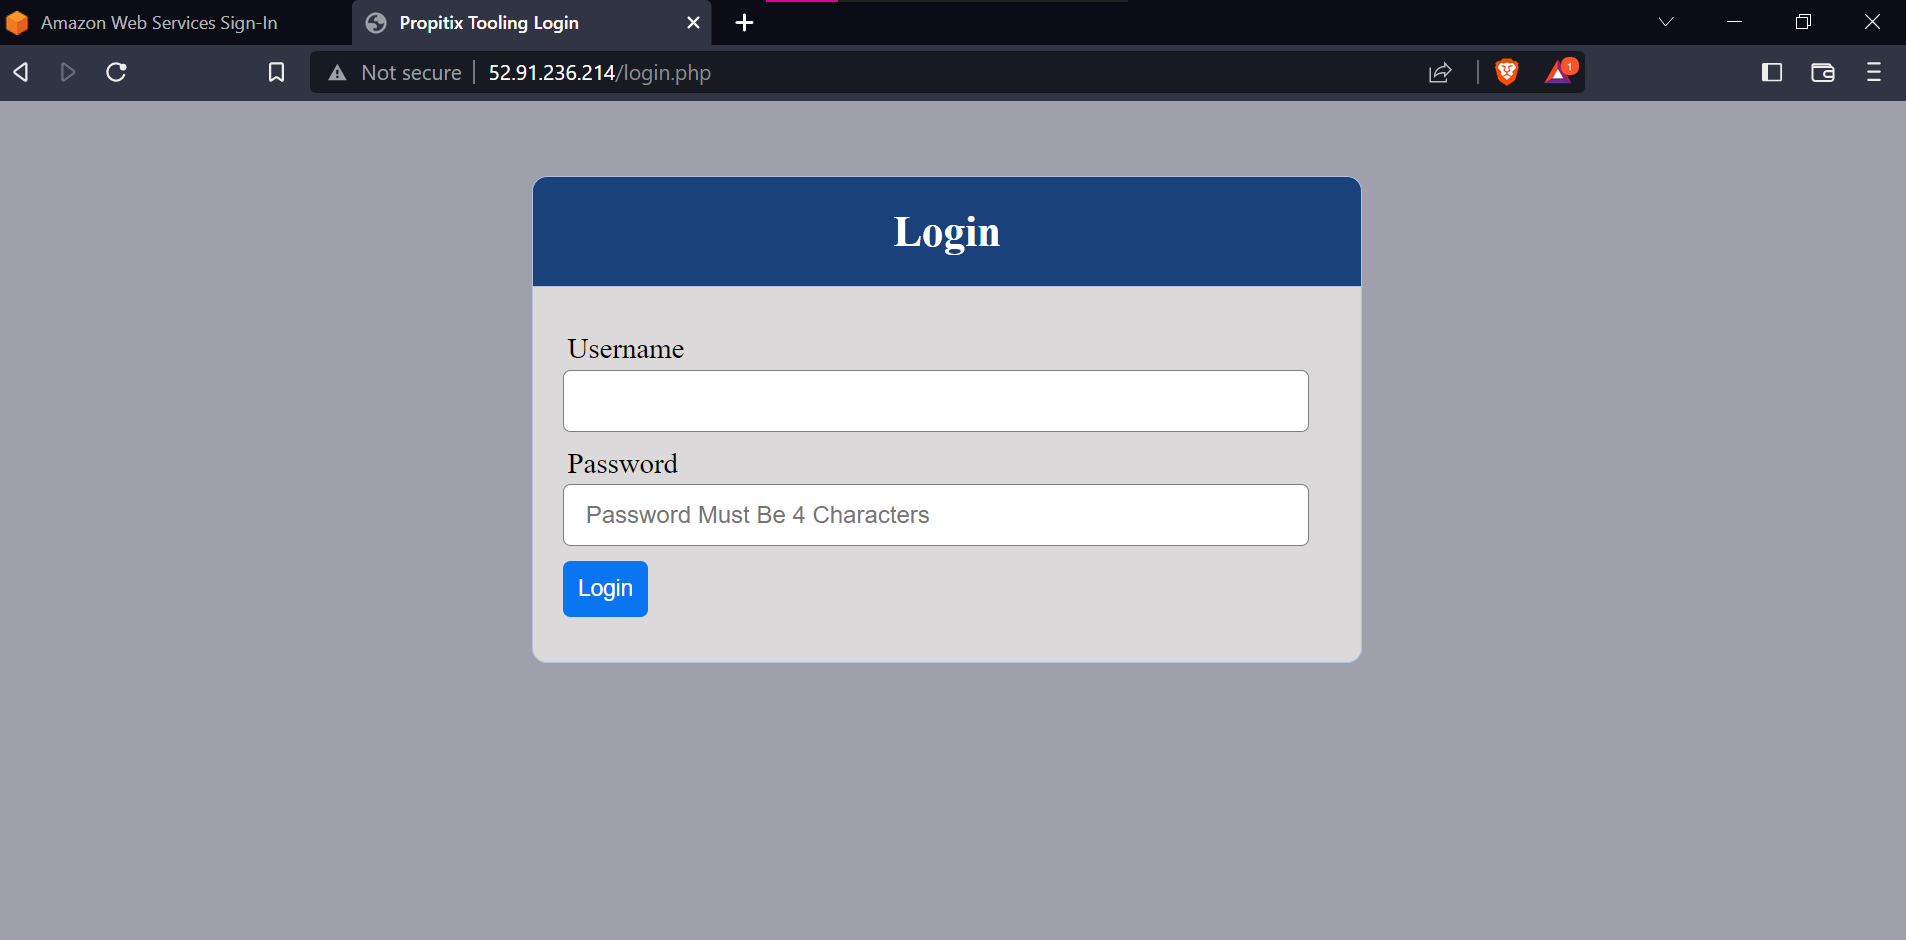 Amazon Web Services Sign-In
Propitix Tooling Login
Not secure
52.91.236.214/login.php
1
Login
Username
Password
Password Must Be 4 Characters
Login